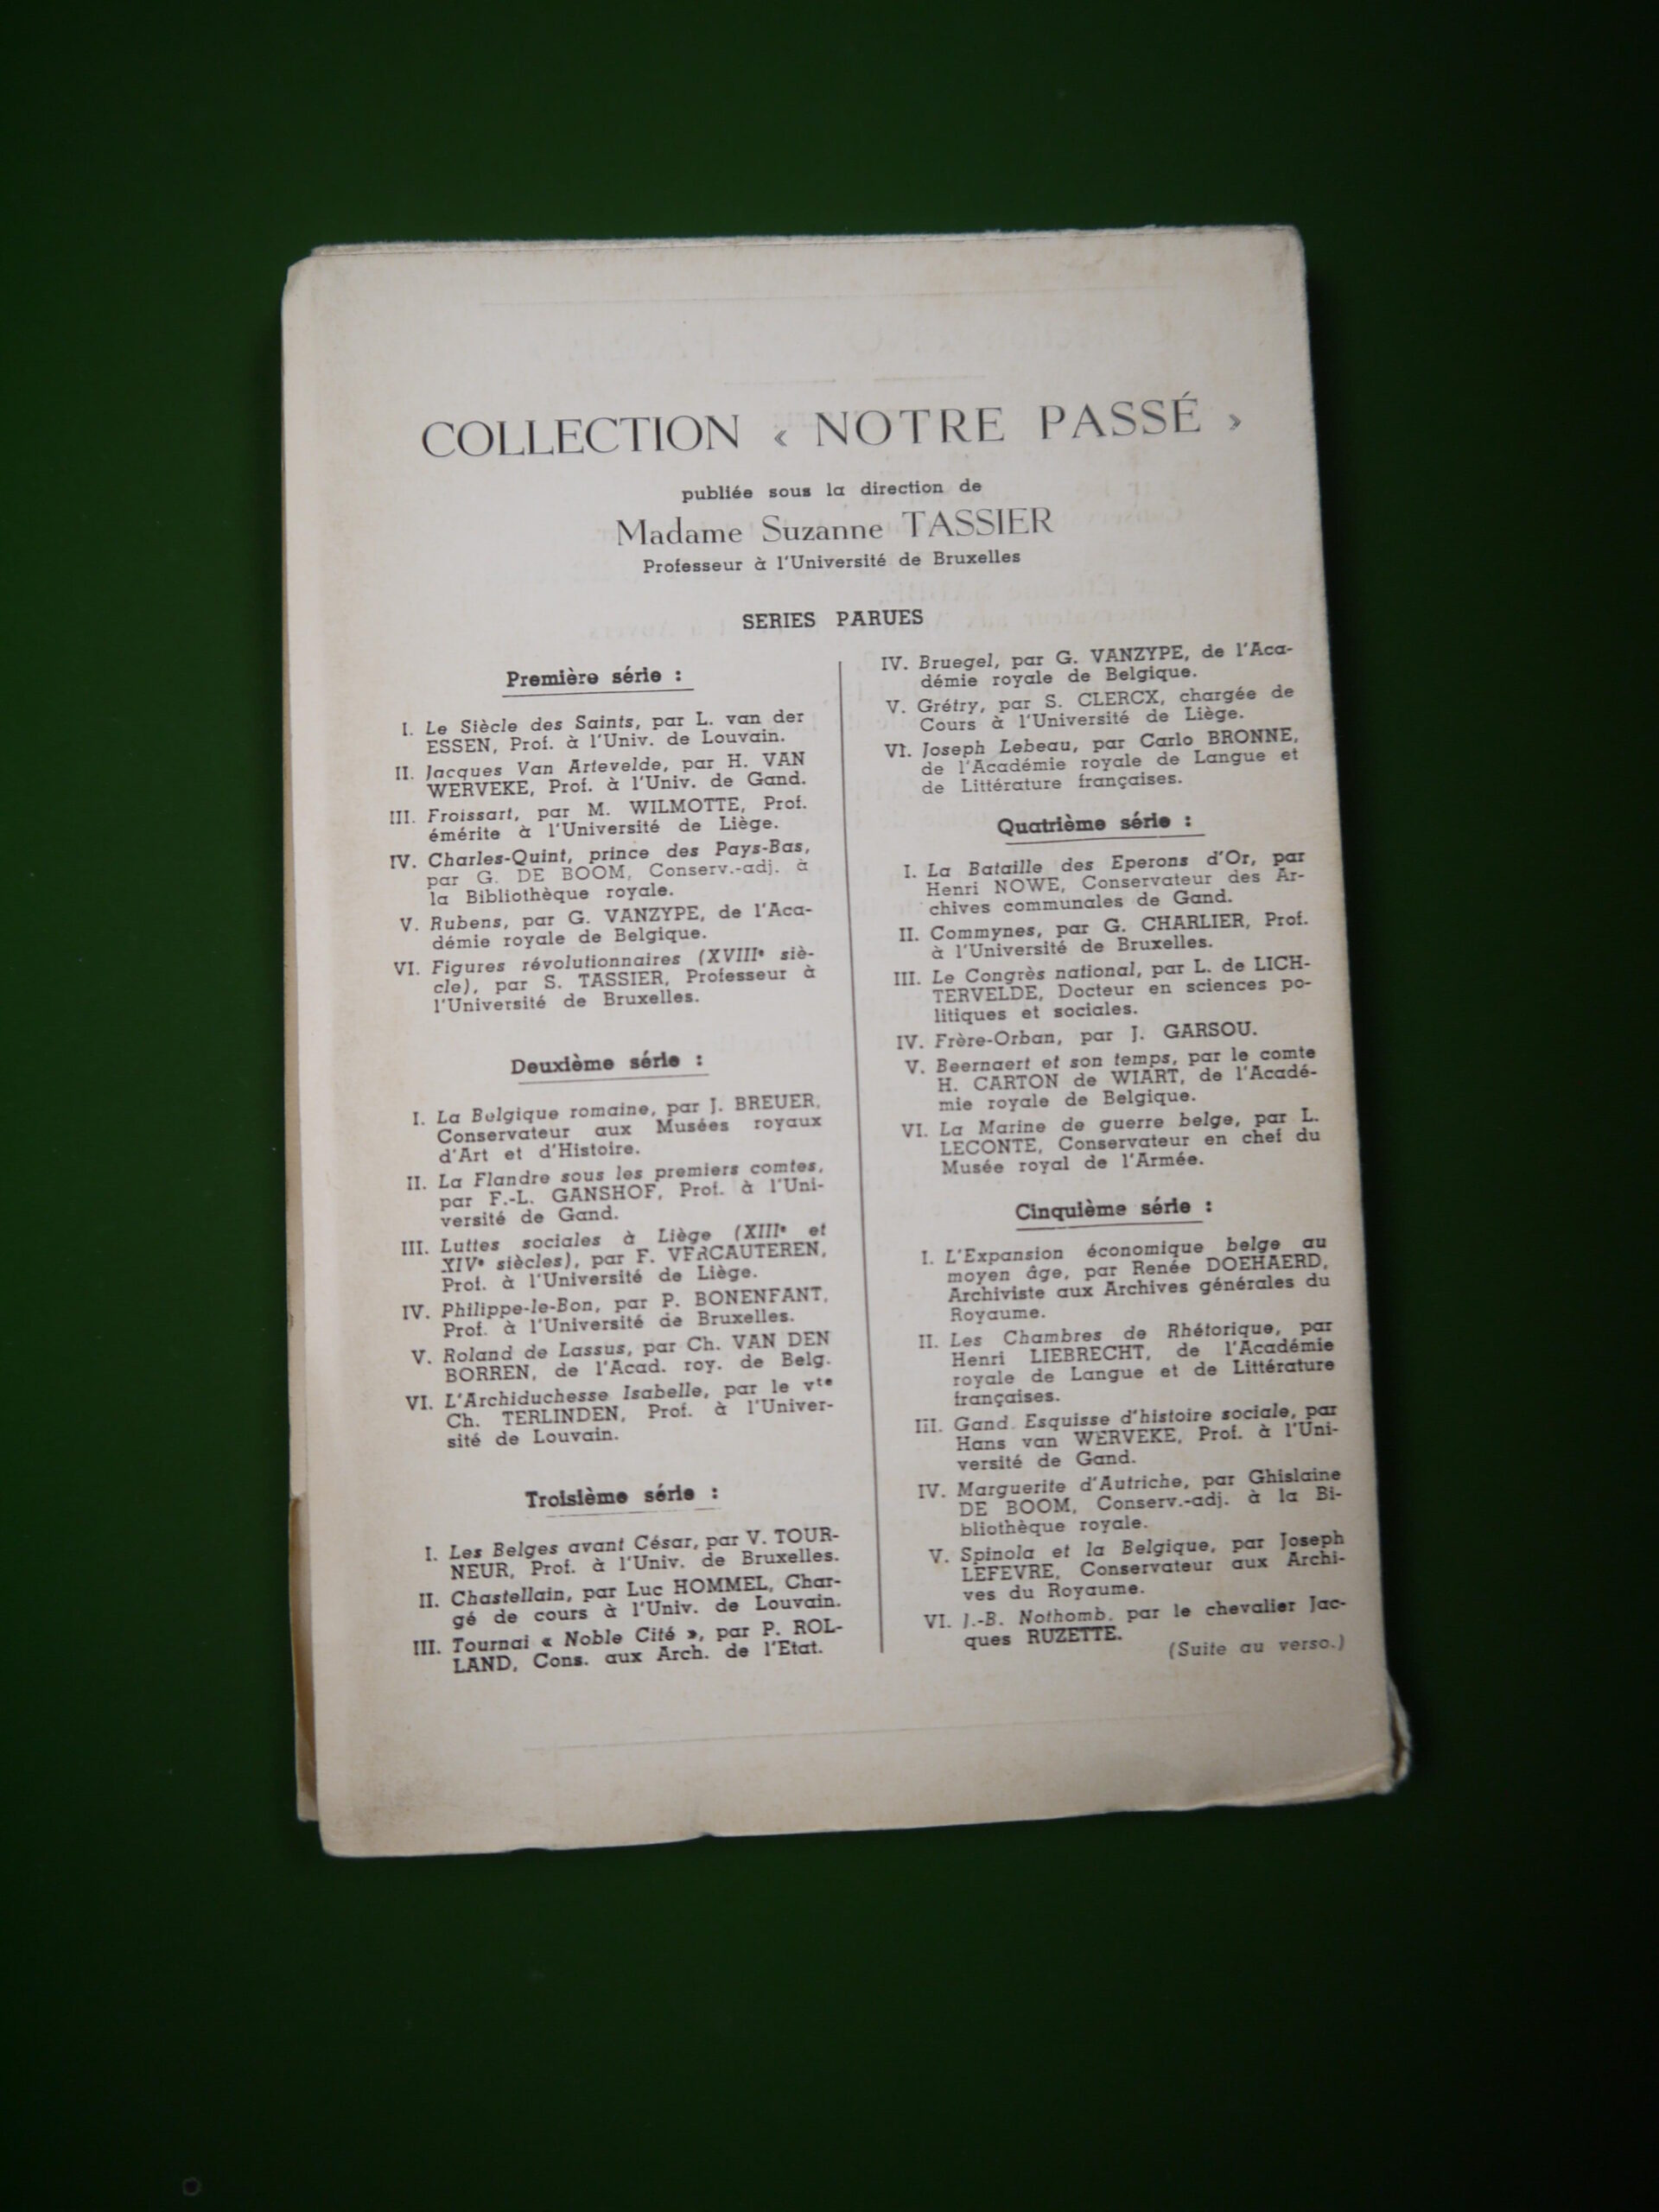 COLLECTION « NOTRE PASSÉ »
publiée sous la direction de
Madame Suzanne TASSIER
Professeur à l'Université de Bruxelles
SERIES PARUES
Première série :
I. Le Siècle des Saints, par L. van der
ESSEN, Prof. à l'Univ. de Louvain.
II. Jacques Van Artevelde, par H. VAN
WERVEKE, Prof. à l'Univ. de Gand.
III. Froissart, par M. WILMOTTE, Prof.
émérite à l'Université de Liège.
IV. Charles-Quint, prince des Pays-Bas,
par G. DE BOOM, Conserv.-adj. à
la Bibliothèque royale.
V. Rubens, par G. VANZYPE, de l'Aca-
démie royale de Belgique.
VI. Figures révolutionnaires (XVIIIe siè-
cle), par S. TASSIER, Professeur à
l'Université de Bruxelles.
Deuxième série :
I. La Belgique romaine, par J. BREUER,
Conservateur aux Musées royaux
d'Art et d'Histoire.
II. La Flandre sous les premiers comtes,
par F.-L. GANSHOF, Prof. à l'Uni-
versité de Gand.
III. Luttes sociales à Liège (XIIIe et
XIVe siècles), par F. VERCAUTEREN,
Prof. à l'Université de Liège.
IV. Philippe-le-Bon, par P. BONENFANT,
Prof. à l'Université de Bruxelles.
V. Roland de Lassus, par Ch. VAN DEN
BORREN, de l'Acad. roy. de Belg.
VI. L'Archiduchesse Isabelle, par le vte
Ch. TERLINDEN, Prof. à l'Univer-
sité de Louvain.
Troisième série :
I. Les Belges avant César, par V. TOUR-
NEUR, Prof. à l'Univ. de Bruxelles.
II. Chastellain, par Luc HOMMEL, Char-
gé de cours à l'Univ. de Louvain.
III. Tournai « Noble Cité », par P. ROL-
LAND, Cons. aux Arch. de l'Etat.
IV. Bruegel, par G. VANZYPE, de l'Aca-
démie royale de Belgique.
V. Grétry, par S. CLERCX, chargée de
Cours à l'Université de Liège.
VI. Joseph Lebeau, par Carlo BRONNE,
de l'Académie royale de Langue et
de Littérature françaises.
Quatrième série :
I. La Bataille des Eperons d'Or, par
Henri NOWE, Conservateur des Ar-
chives communales de Gand.
II. Commynes, par G. CHARLIER, Prof.
à l'Université de Bruxelles.
III. Le Congrès national, par L. de LICH-
TERVELDE, Docteur en sciences po-
litiques et sociales.
IV. Frère-Orban, par J. GARSOU.
V. Beernaert et son temps, par le comte
H. CARTON de WIART, de l'Acadé-
mie royale de Belgique.
VI. La Marine de guerre belge, par L.
LECONTE, Conservateur en chef du
Musée royal de l'Armée.
Cinquième série :
I. L'Expansion économique belge au
moyen âge, par Renée DOEHAERD,
Archiviste aux Archives générales du
Royaume.
II. Les Chambres de Rhétorique, par
Henri LIEBRECHT, de l'Académie
royale de Langue et de Littérature
françaises.
III. Gand. Esquisse d'histoire sociale, par
Hans van WERVEKE, Prof. à l'Uni-
versité de Gand.
IV. Marguerite d'Autriche, par Ghislaine
DE BOOM, Conserv.-adj. à la Bi-
bliothèque royale.
V. Spinola et la Belgique, par Joseph
LEFEVRE, Conservateur aux Archi-
ves du Royaume.
VI. J.-B. Nothomb, par le chevalier Jac-
ques RUZETTE.
(Suite au verso.)